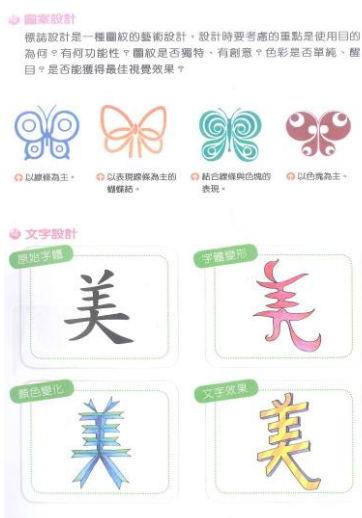 圖案設計
標誌設計是一種圖紋的藝術設計，設計時要考慮的重點是使用目的
為何？有何功能性？圖紋是否獨特、有創意？色彩是否單純、醒
目？是否能獲得最佳視覺效果？
以線條為主。
以表現線條為主的
蝴蝶結。
結合線條與色塊的
表現。
以色塊為主。
文字設計
原始字體
美
字體變形
美
顏色變化
美
文字效果
美